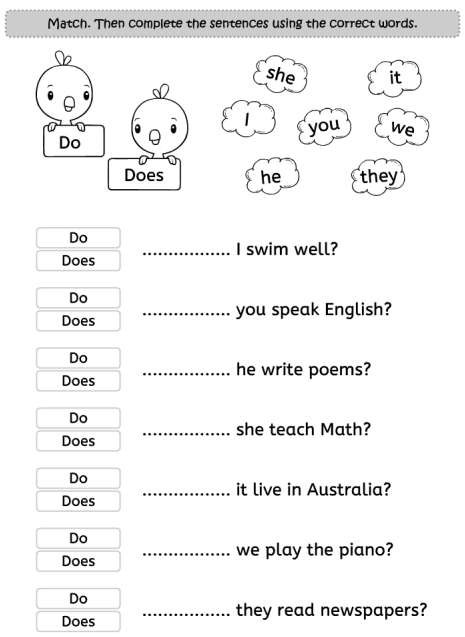 Match. Then complete the sentences using the correct words.
she
it
I
you
we
Do
Does
he
they
Do
Does
................. I swim well?
Do
Does
................. you speak English?
Do
Does
................. he write poems?
Do
Does
................. she teach Math?
Do
Does
................. it live in Australia?
Do
Does
................. we play the piano?
Do
Does
................. they read newspapers?